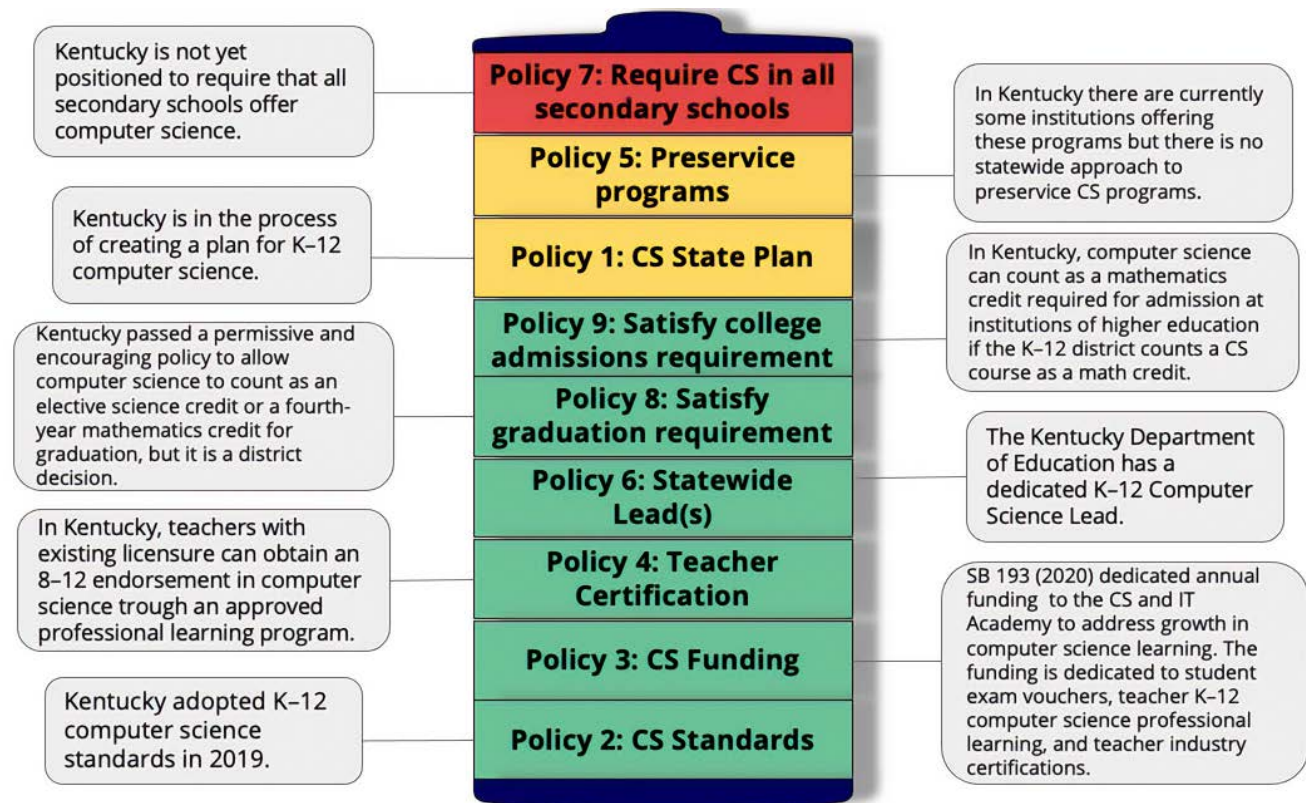 Kentucky is not yet
positioned to require that all
secondary schools offer
computer science.
Policy 7: Require CS in all
secondary schools
In Kentucky there are currently
some institutions offering
these programs but there is no
statewide approach to
preservice CS programs.
Policy 5: Preservice
programs
Kentucky is in the process
of creating a plan for K–12
computer science.
Policy 1: CS State Plan
In Kentucky, computer science
can count as a mathematics
credit required for admission at
institutions of higher education
if the K–12 district counts a CS
course as a math credit.
Policy 9: Satisfy college
admissions requirement
Kentucky passed a permissive and
encouraging policy to allow
computer science to count as an
elective science credit or a fourth-
year mathematics credit for
graduation, but it is a district
decision.
Policy 8: Satisfy
graduation requirement
The Kentucky Department
of Education has a
dedicated K–12 Computer
Science Lead.
Policy 6: Statewide
Lead(s)
In Kentucky, teachers with
existing licensure can obtain an
8–12 endorsement in computer
science trough an approved
professional learning program.
Policy 4: Teacher
Certification
SB 193 (2020) dedicated annual
funding to the CS and IT
Academy to address growth in
computer science learning. The
funding is dedicated to student
exam vouchers, teacher K–12
computer science professional
learning, and teacher industry
certifications.
Policy 3: CS Funding
Kentucky adopted K–12
computer science
standards in 2019.
Policy 2: CS Standards